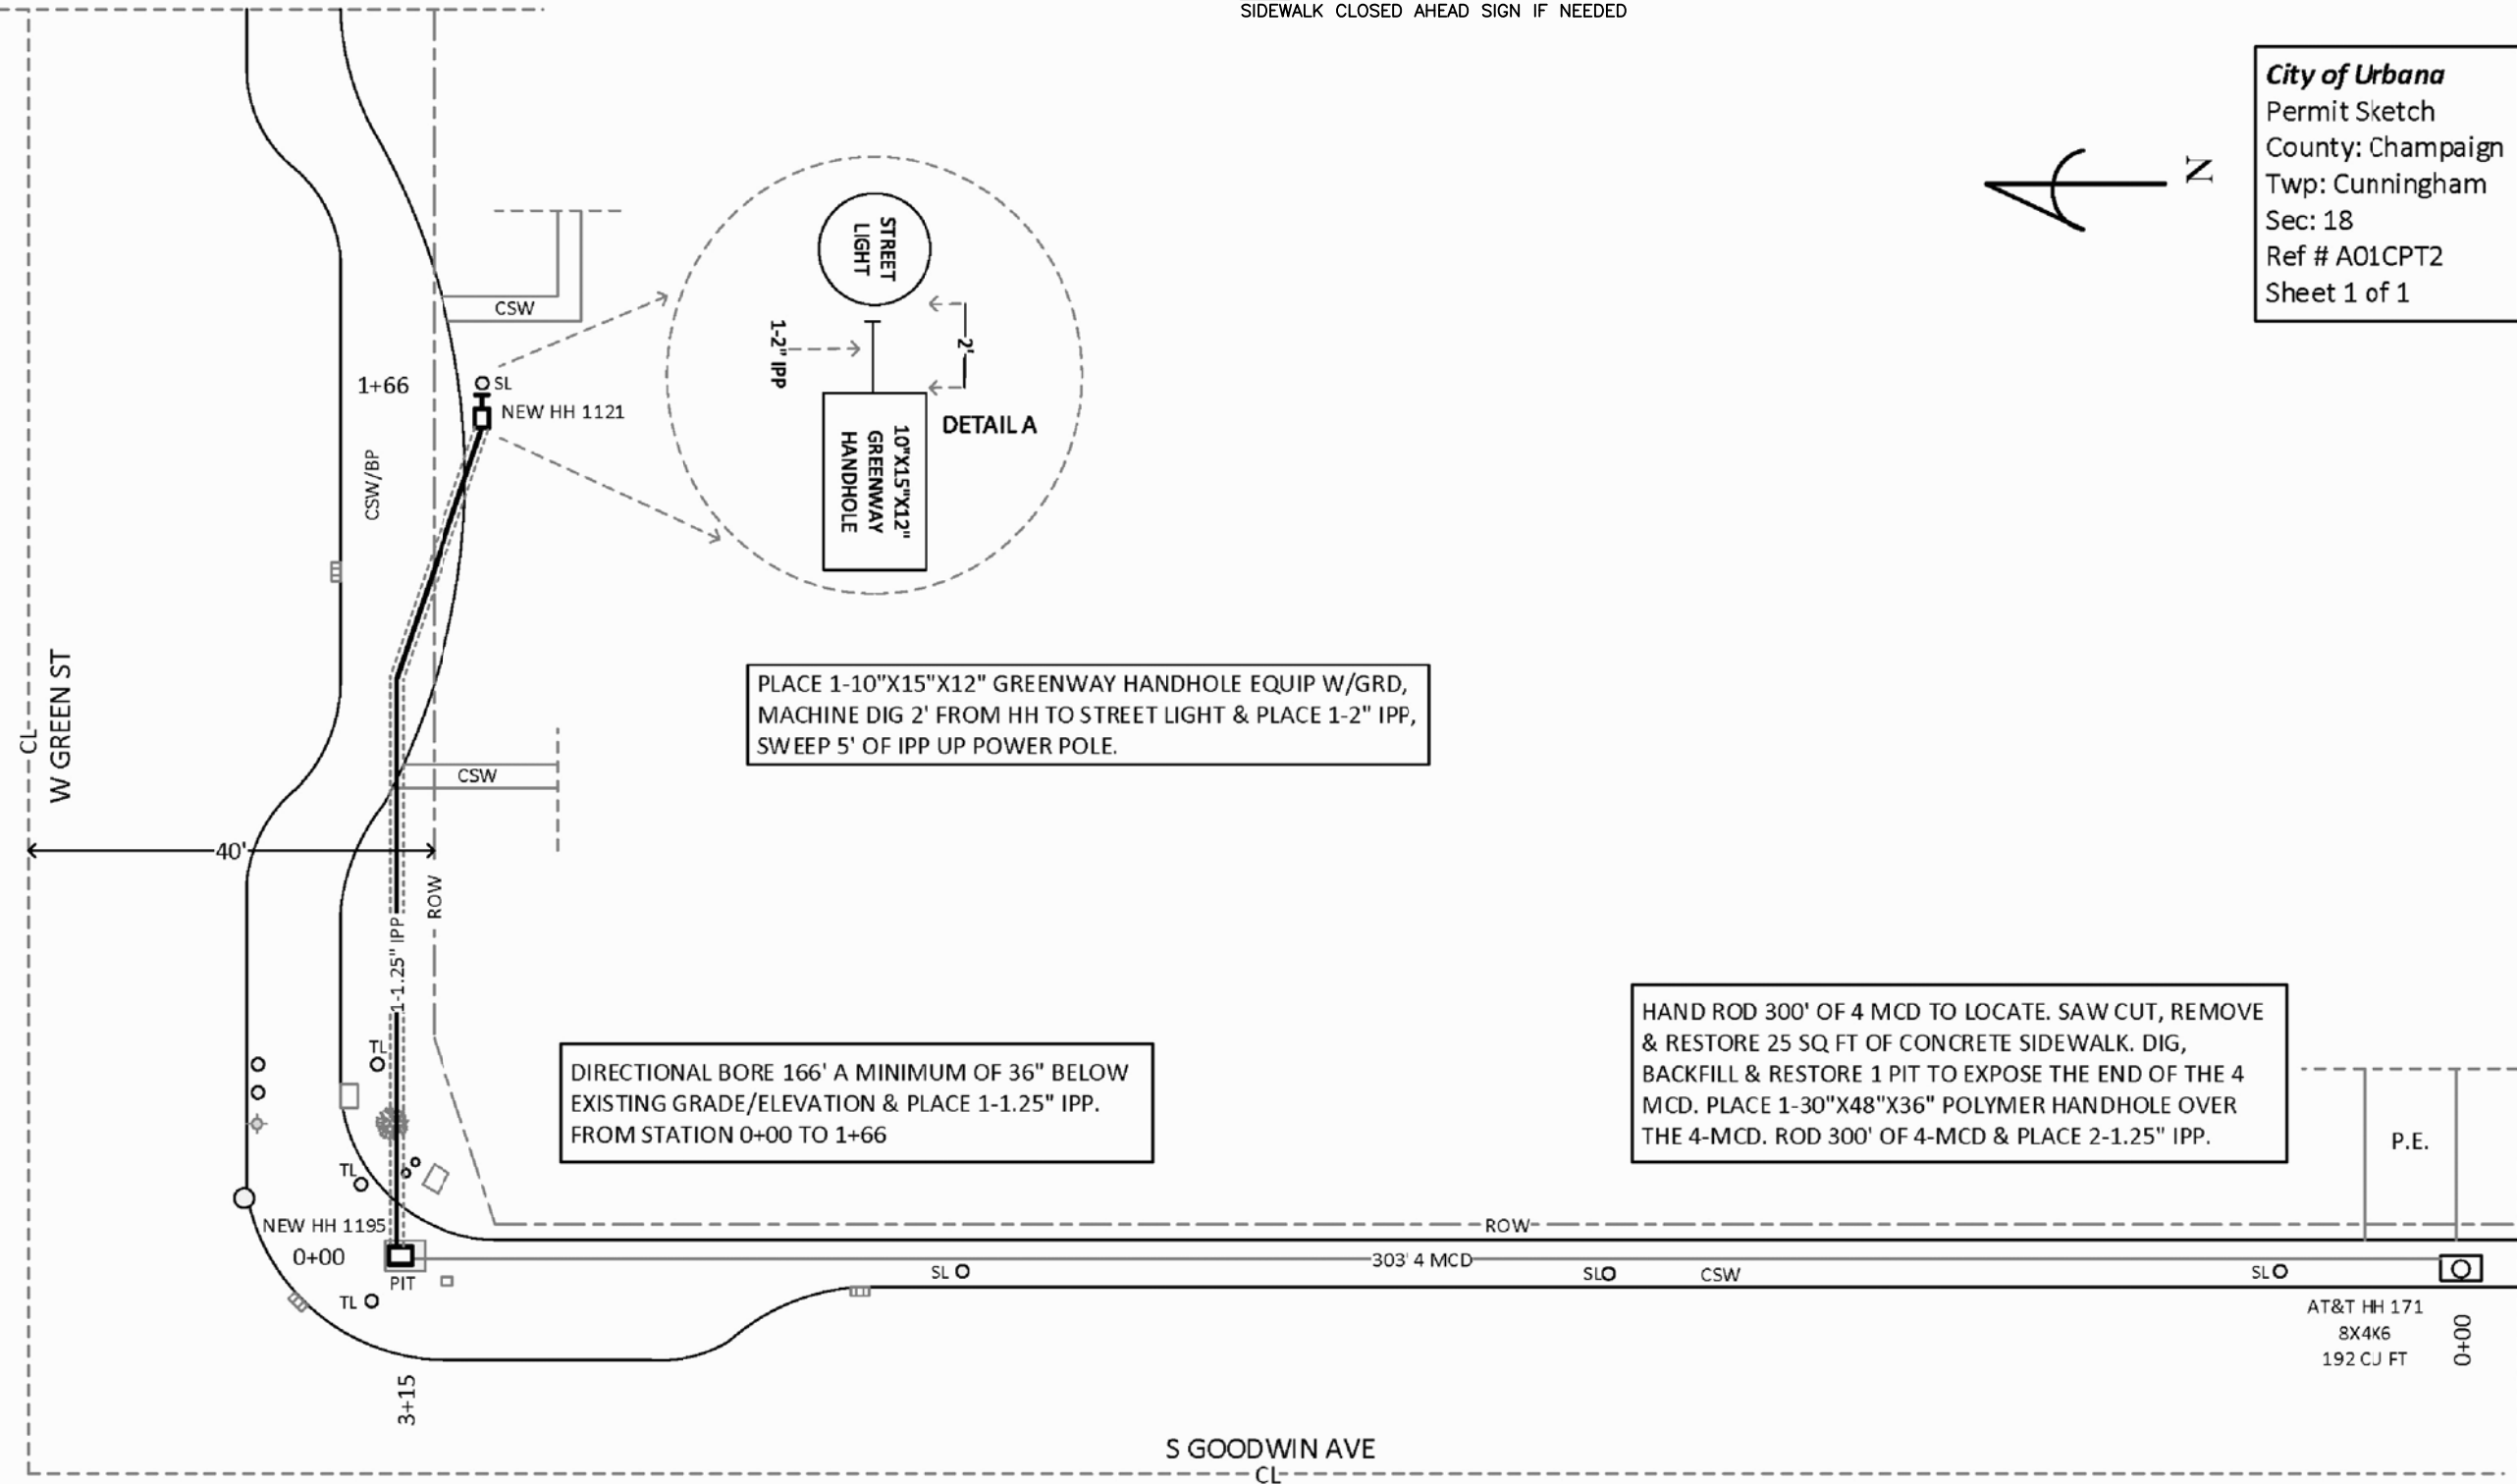 SIDEWALK CLOSED AHEAD SIGN IF NEEDED
City of Urbana
Permit Sketch
County: Champaign
Twp: Cunningham
Sec: 18
Ref # A01CPT2
Sheet 1 of 1
N
STREET
LIGHT
1-2" IPP
2'
10"X15"X12"
GREENWAY
HANDHOLE
DETAIL A
CSW
1+66
SL
NEW HH 1121
CSW/BP
CL
W GREEN ST
PLACE 1-10"X15"X12" GREENWAY HANDHOLE EQUIP W/GRD,
MACHINE DIG 2' FROM HH TO STREET LIGHT & PLACE 1-2" IPP,
SWEEP 5' OF IPP UP POWER POLE.
CSW
40'
ROW
1-1.25" IPP
TL
DIRECTIONAL BORE 166' A MINIMUM OF 36" BELOW
EXISTING GRADE/ELEVATION & PLACE 1-1.25" IPP.
FROM STATION 0+00 TO 1+66
HAND ROD 300' OF 4 MCD TO LOCATE. SAW CUT, REMOVE
& RESTORE 25 SQ FT OF CONCRETE SIDEWALK. DIG,
BACKFILL & RESTORE 1 PIT TO EXPOSE THE END OF THE 4
MCD. PLACE 1-30"X48"X36" POLYMER HANDHOLE OVER
THE 4-MCD. ROD 300' OF 4-MCD & PLACE 2-1.25" IPP.
P.E.
TL
NEW HH 1195
0+00
PIT
TL
ROW
303' 4 MCD
SL
SL
CSW
SL
AT&T HH 171
8X4X6
192 CU FT
0+00
3+15
S GOODWIN AVE
CL